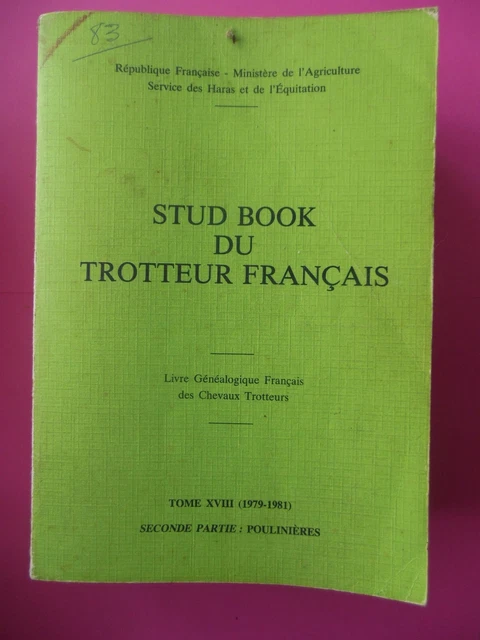 83
République Française - Ministère de l'Agriculture
Service des Haras et de l'Équitation
STUD BOOK
DU
TROTTEUR FRANÇAIS
Livre Généalogique Français
des Chevaux Trotteurs
TOME XVIII (1979-1981)
SECONDE PARTIE : POULINIÈRES